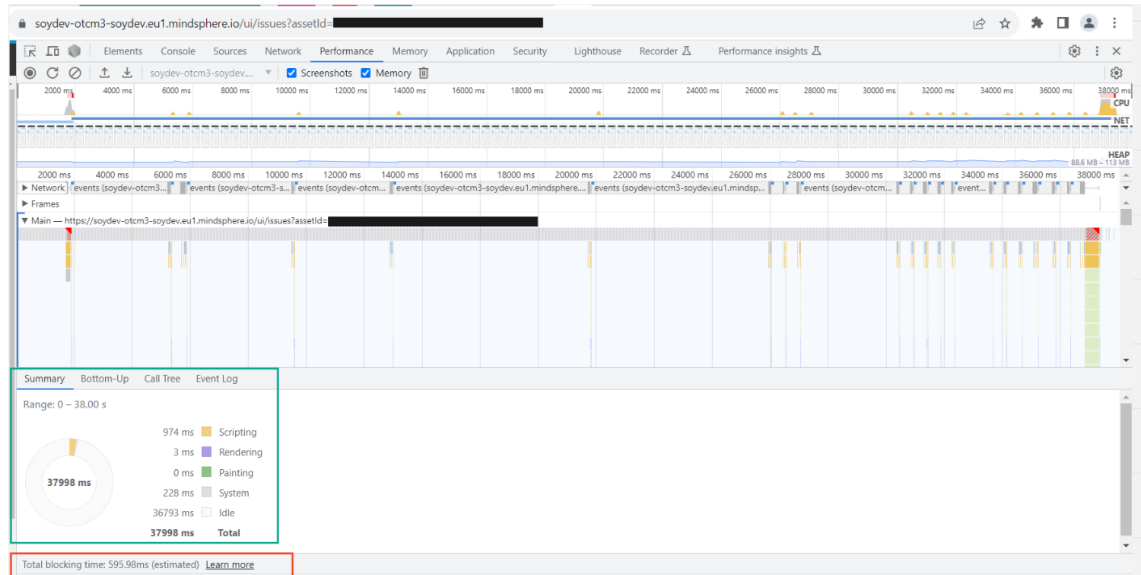 soydev-otcm3-soydev.eu1.mindsphere.io/ui/issues?assetId=
Elements Console Sources Network Performance Memory Application Security Lighthouse Recorder Performance insights
soydev-otcm3-soydev.... Screenshots Memory
2000 ms 4000 ms 6000 ms 8000 ms 10000 ms 12000 ms 14000 ms 16000 ms 18000 ms 20000 ms 22000 ms 24000 ms 26000 ms 28000 ms 30000 ms 32000 ms 34000 ms 36000 ms 38000 ms
CPU
NET
HEAP
88.6 MB – 113 MB
2000 ms 4000 ms 6000 ms 8000 ms 10000 ms 12000 ms 14000 ms 16000 ms 18000 ms 20000 ms 22000 ms 24000 ms 26000 ms 28000 ms 30000 ms 32000 ms 34000 ms 36000 ms 38000 ms
Network events (soydev-otcm3... events (soydev-otcm3-s... events (soydev-otcm... events (soydev-otcm3-soydev.eu1.mindsphere.... events (soydev-otcm3-soydev.eu1.mindsp... events (soydev-otcm... event...
Frames
Main — https://soydev-otcm3-soydev.eu1.mindsphere.io/ui/issues?assetId=
Summary Bottom-Up Call Tree Event Log
Range: 0 – 38.00 s
974 ms Scripting
3 ms Rendering
0 ms Painting
37998 ms
228 ms System
36793 ms Idle
37998 ms Total
Total blocking time: 595.98ms (estimated) Learn more